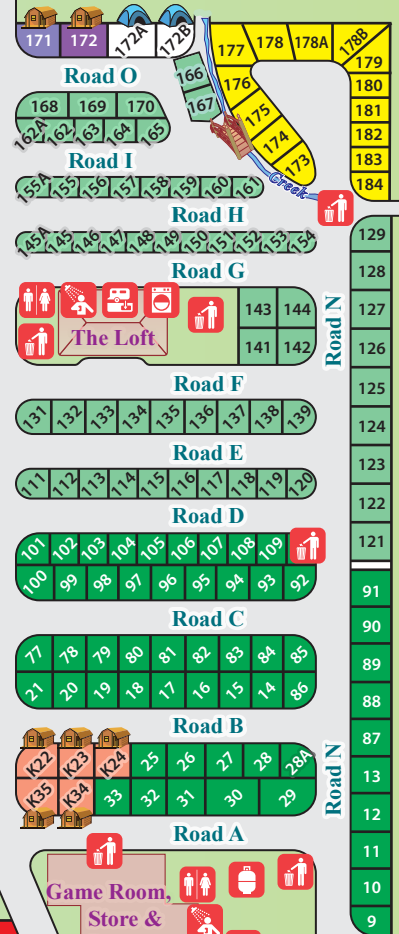 171 172 172A 172B
177 178 178A 178B
179
Road O
166
167
176
180
168 169 170
175
181
162A 162 163 164 165
174
182
Road I
173
183
155A 155 156 157 158 159 160 161
Creek
184
Road H
145A 145 146 147 148 149 150 151 152 153 154
129
Road G
128
The Loft
143 144
141 142
Road N
127
126
Road F
125
131 132 133 134 135 136 137 138 139
124
Road E
123
111 112 113 114 115 116 117 118 119 120
122
Road D
121
101 102 103 104 105 106 107 108 109
100 99 98 97 96 95 94 93 92
91
Road C
90
77 78 79 80 81 82 83 84 85
89
21 20 19 18 17 16 15 14 86
88
Road B
87
K22 K23 K24 25 26 27 28 28A
Road N
13
K35 K34 33 32 31 30 29
12
Road A
11
Game Room,
10
Store &
9